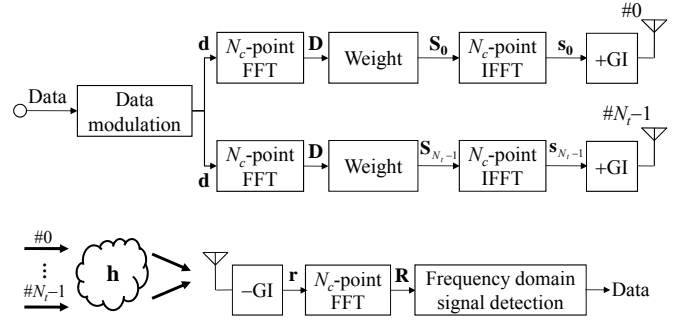 #0
d
N_c-point
FFT
D
Weight
S_0
N_c-point
IFFT
s_0
+GI
Data
Data
modulation
#N_t–1
d
N_c-point
FFT
D
Weight
S_{N_t–1}
N_c-point
IFFT
s_{N_t–1}
+GI
#0
⋮
#N_t–1
h
–GI
r
N_c-point
FFT
R
Frequency domain
signal detection
Data